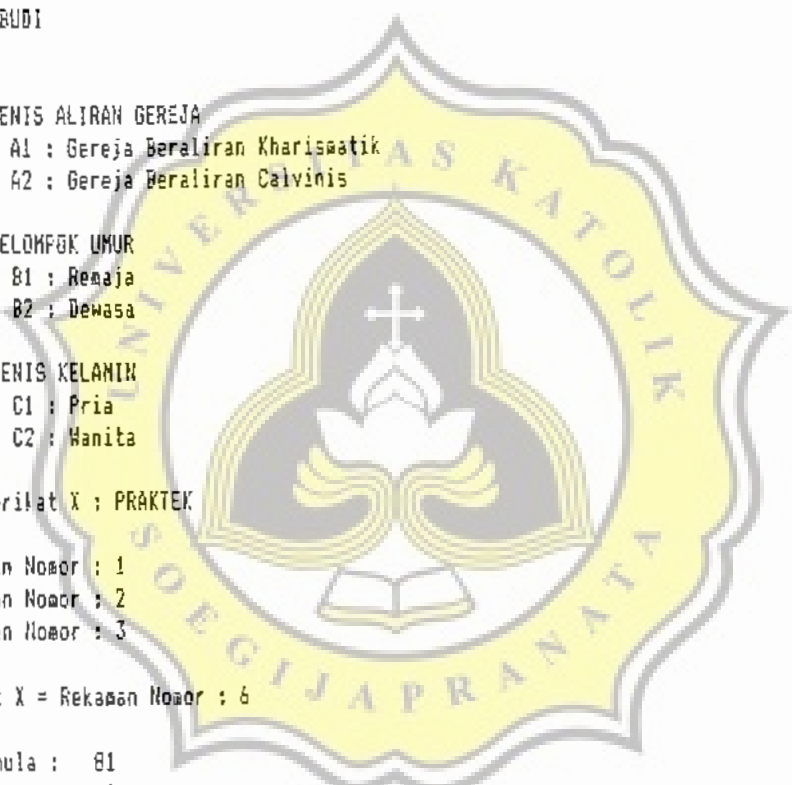 BUDI
ENIS ALIRAN GEREJA
A1 : Gereja Beraliran Kharismatik
A2 : Gereja Beraliran Calvinis
ELOMPOK UMUR
B1 : Remaja
B2 : Dewasa
ENIS KELAMIN
C1 : Pria
C2 : Wanita
rikat X : PRAKTEK
n Nomor : 1
n Nomor : 2
n Nomor : 3
X = Rekaman Nomor : 6
ula : 81
UNIVERSITAS KATOLIK
SOEGIJAPRANATA